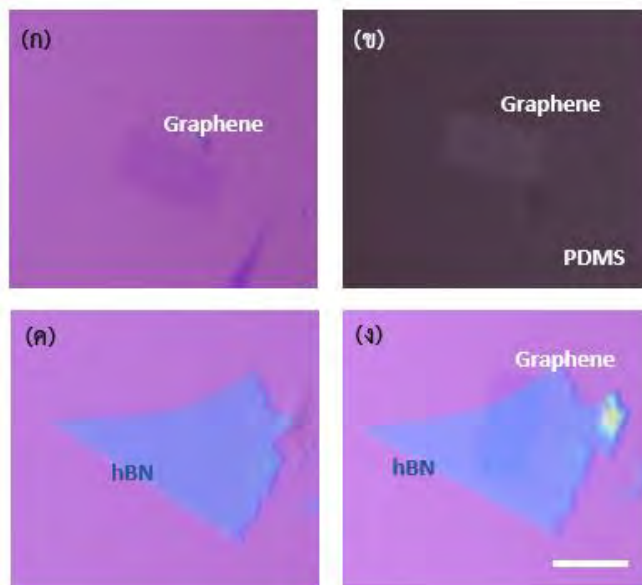 (ก)
Graphene
(ข)
Graphene
PDMS
(ค)
hBN
(ง)
Graphene
hBN